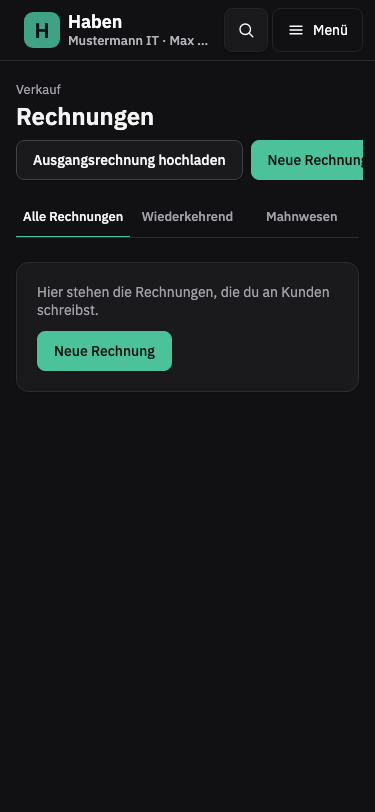 H
Haben
Mustermann IT · Max ...
Menü
Verkauf
Rechnungen
Ausgangsrechnung hochladen
Neue Rechnung
Alle Rechnungen
Wiederkehrend
Mahnwesen
Hier stehen die Rechnungen, die du an Kunden
schreibst.
Neue Rechnung